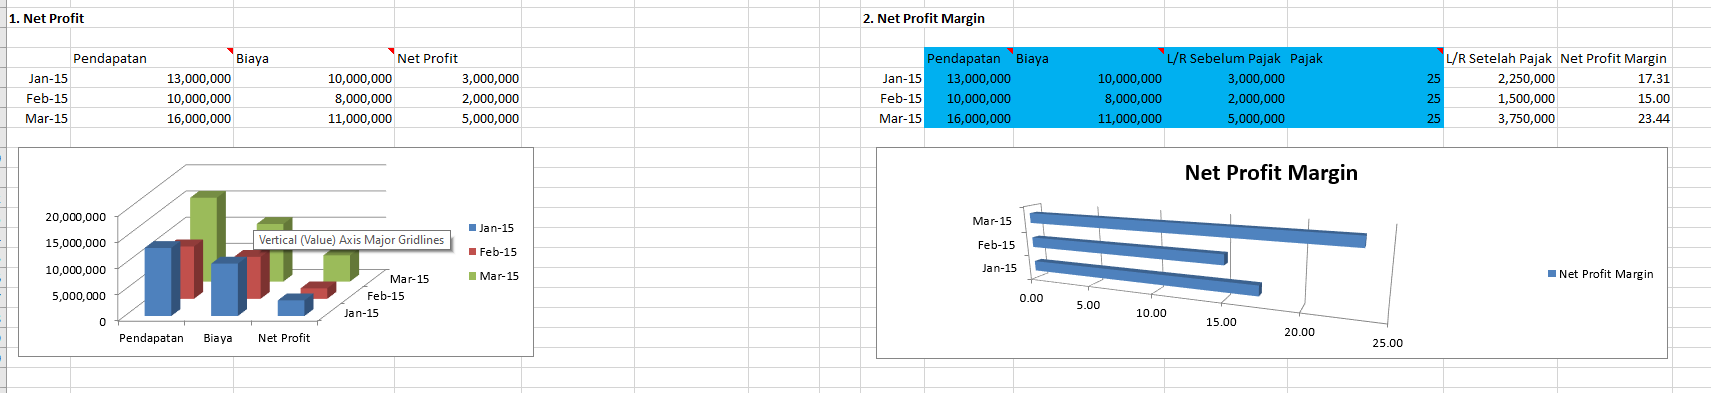 1. Net Profit
Pendapatan Biaya Net Profit
Jan-15 13,000,000 10,000,000 3,000,000
Feb-15 10,000,000 8,000,000 2,000,000
Mar-15 16,000,000 11,000,000 5,000,000
20,000,000
15,000,000
10,000,000
5,000,000
0
Vertical (Value) Axis Major Gridlines
Mar-15
Feb-15
Jan-15
Pendapatan Biaya Net Profit
Jan-15
Feb-15
Mar-15
2. Net Profit Margin
Pendapatan Biaya L/R Sebelum Pajak Pajak L/R Setelah Pajak Net Profit Margin
Jan-15 13,000,000 10,000,000 3,000,000 25 2,250,000 17.31
Feb-15 10,000,000 8,000,000 2,000,000 25 1,500,000 15.00
Mar-15 16,000,000 11,000,000 5,000,000 25 3,750,000 23.44
Net Profit Margin
Mar-15
Feb-15
Jan-15
0.00 5.00 10.00 15.00 20.00 25.00
Net Profit Margin